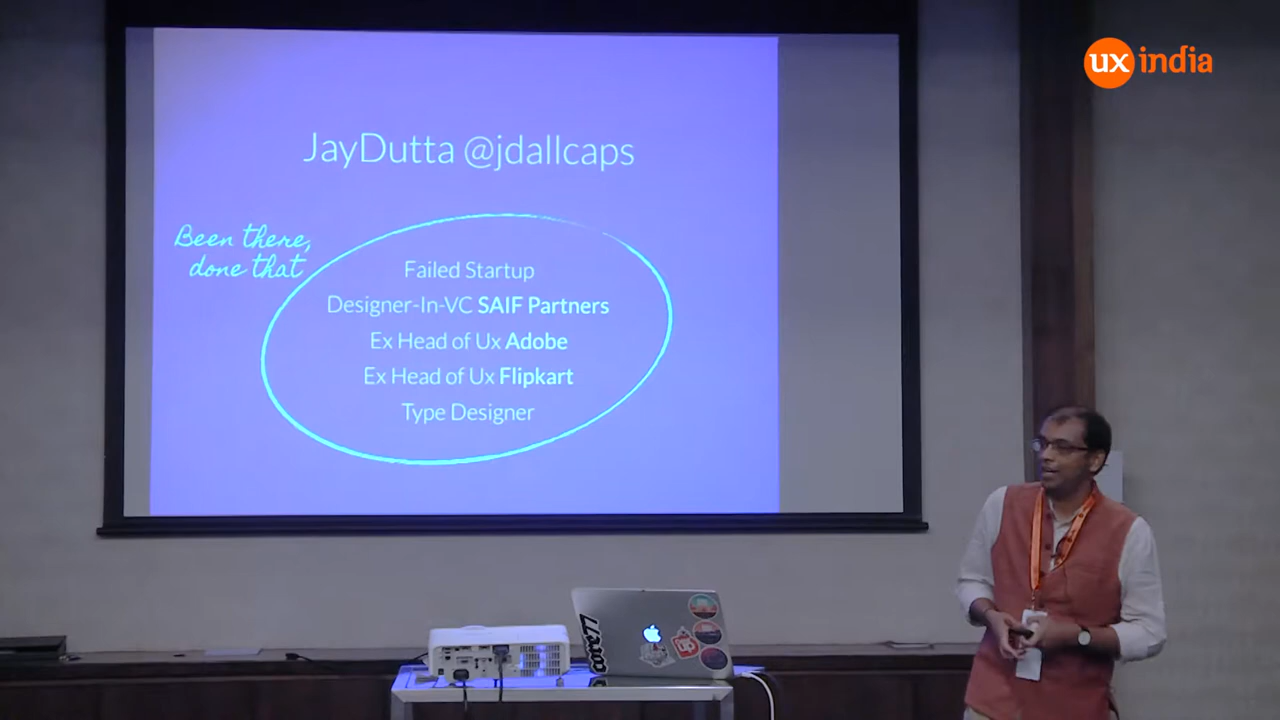 ux india
JayDutta @jdallcaps
Been there,
done that
Failed Startup
Designer-In-VC SAIF Partners
Ex Head of Ux Adobe
Ex Head of Ux Flipkart
Type Designer